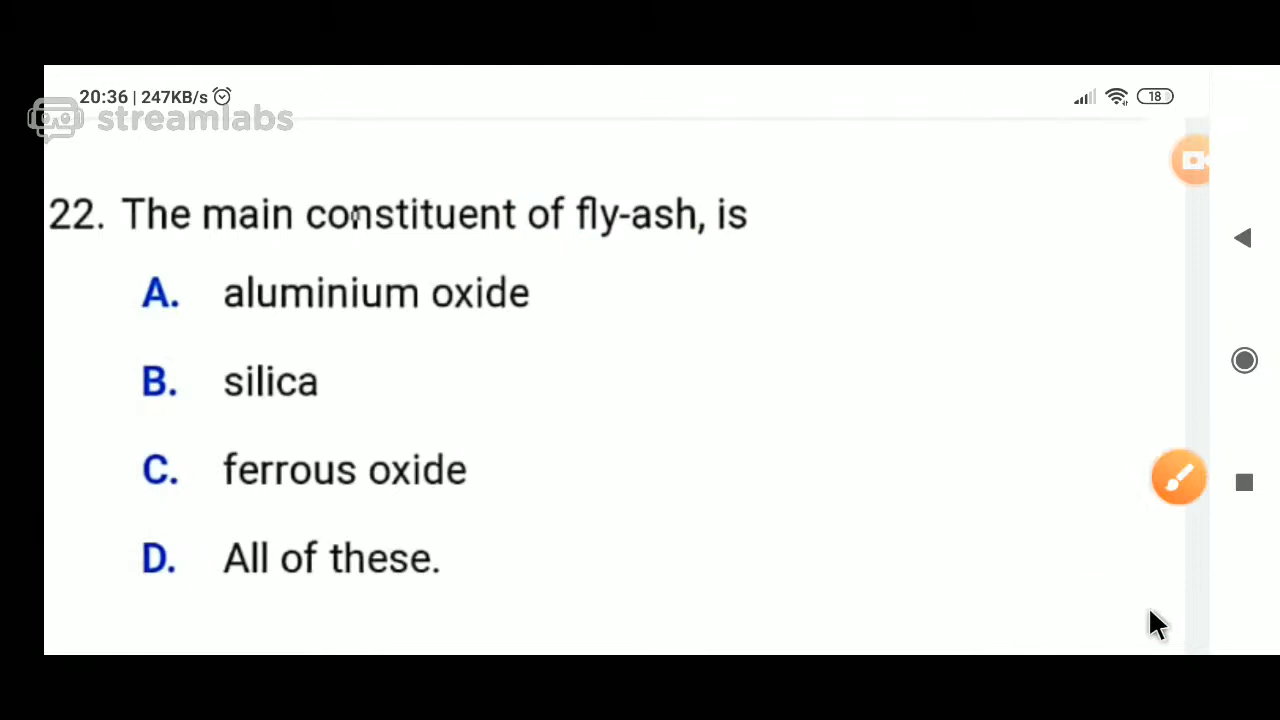 20:36 | 247KB/s
18
streamlabs
22. The main constituent of fly-ash, is
A. aluminium oxide
B. silica
C. ferrous oxide
D. All of these.